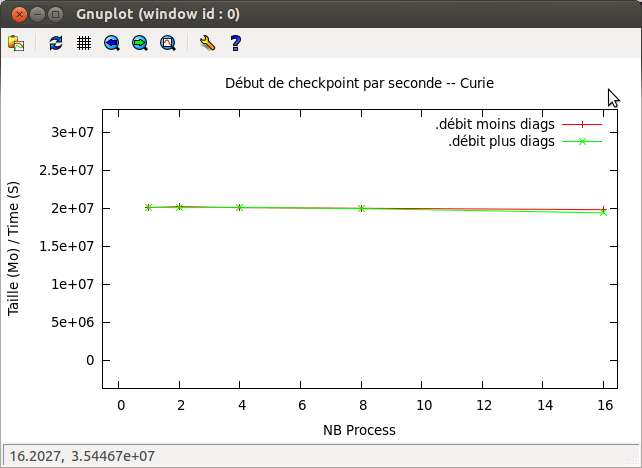 Gnuplot (window id : 0)
?
Début de checkpoint par seconde -- Curie
.débit moins diags
.débit plus diags
3e+07
2.5e+07
2e+07
1.5e+07
1e+07
5e+06
0
Taille (Mo) / Time (S)
0 2 4 6 8 10 12 14 16
NB Process
16.2027, 3.54467e+07